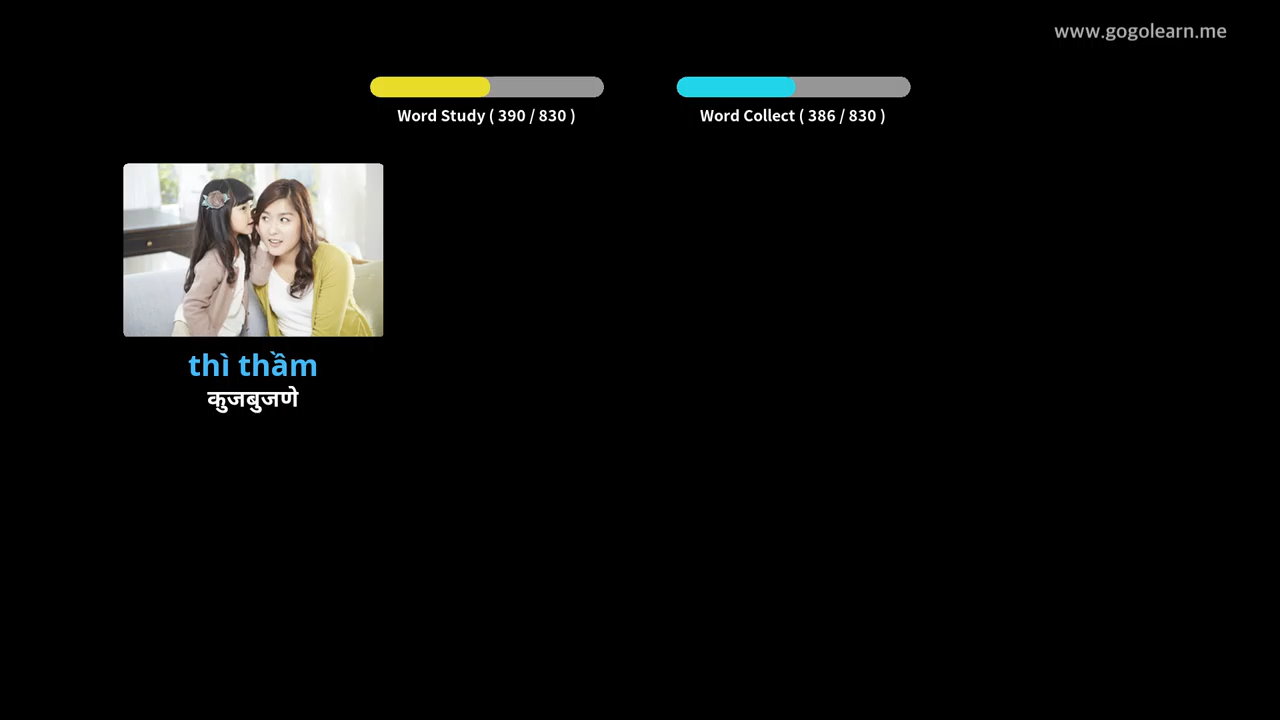 www.gogolearn.me
Word Study ( 390 / 830 )
Word Collect ( 386 / 830 )
thì thầm
कुजबुजणे